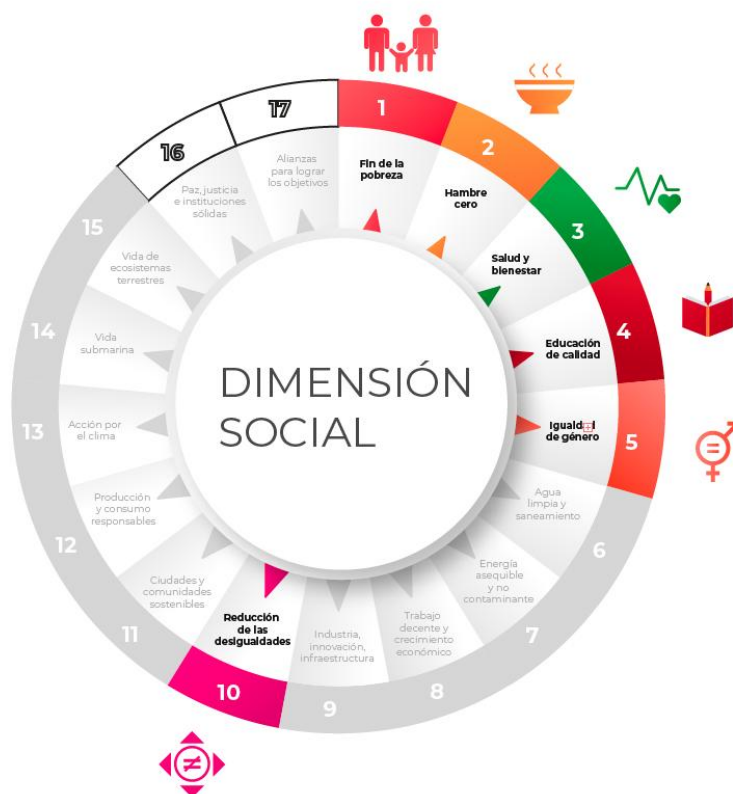 1
Fin de la
pobreza
2
Hambre
cero
3
Salud y
bienestar
4
Educación
de calidad
5
Igualdad
de género
6
Agua
limpia y
saneamiento
7
Energía
asequible
y no
contaminante
8
Trabajo
decente y
crecimiento
económico
9
Industria,
innovación,
infraestructura
10
Reducción
de las
desigualdades
11
Ciudades y
comunidades
sostenibles
12
Producción
y consumo
responsables
13
Acción por
el clima
14
Vida
submarina
15
Vida de
ecosistemas
terrestres
16
Paz, justicia
e instituciones
sólidas
17
Alianzas
para lograr
los objetivos
DIMENSIÓN
SOCIAL